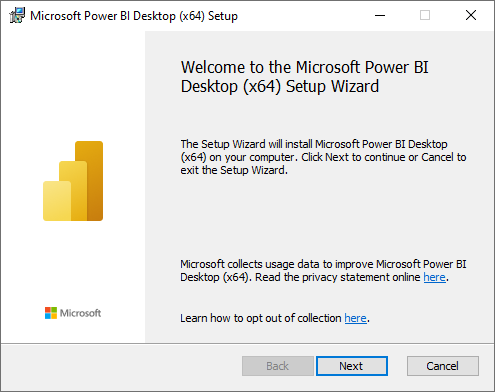 Microsoft Power BI Desktop (x64) Setup
Welcome to the Microsoft Power BI
Desktop (x64) Setup Wizard
The Setup Wizard will install Microsoft Power BI Desktop
(x64) on your computer. Click Next to continue or Cancel to
exit the Setup Wizard.
Microsoft collects usage data to improve Microsoft Power BI
Desktop (x64). Read the privacy statement online here.
Microsoft
Learn how to opt out of collection here.
Back
Next
Cancel